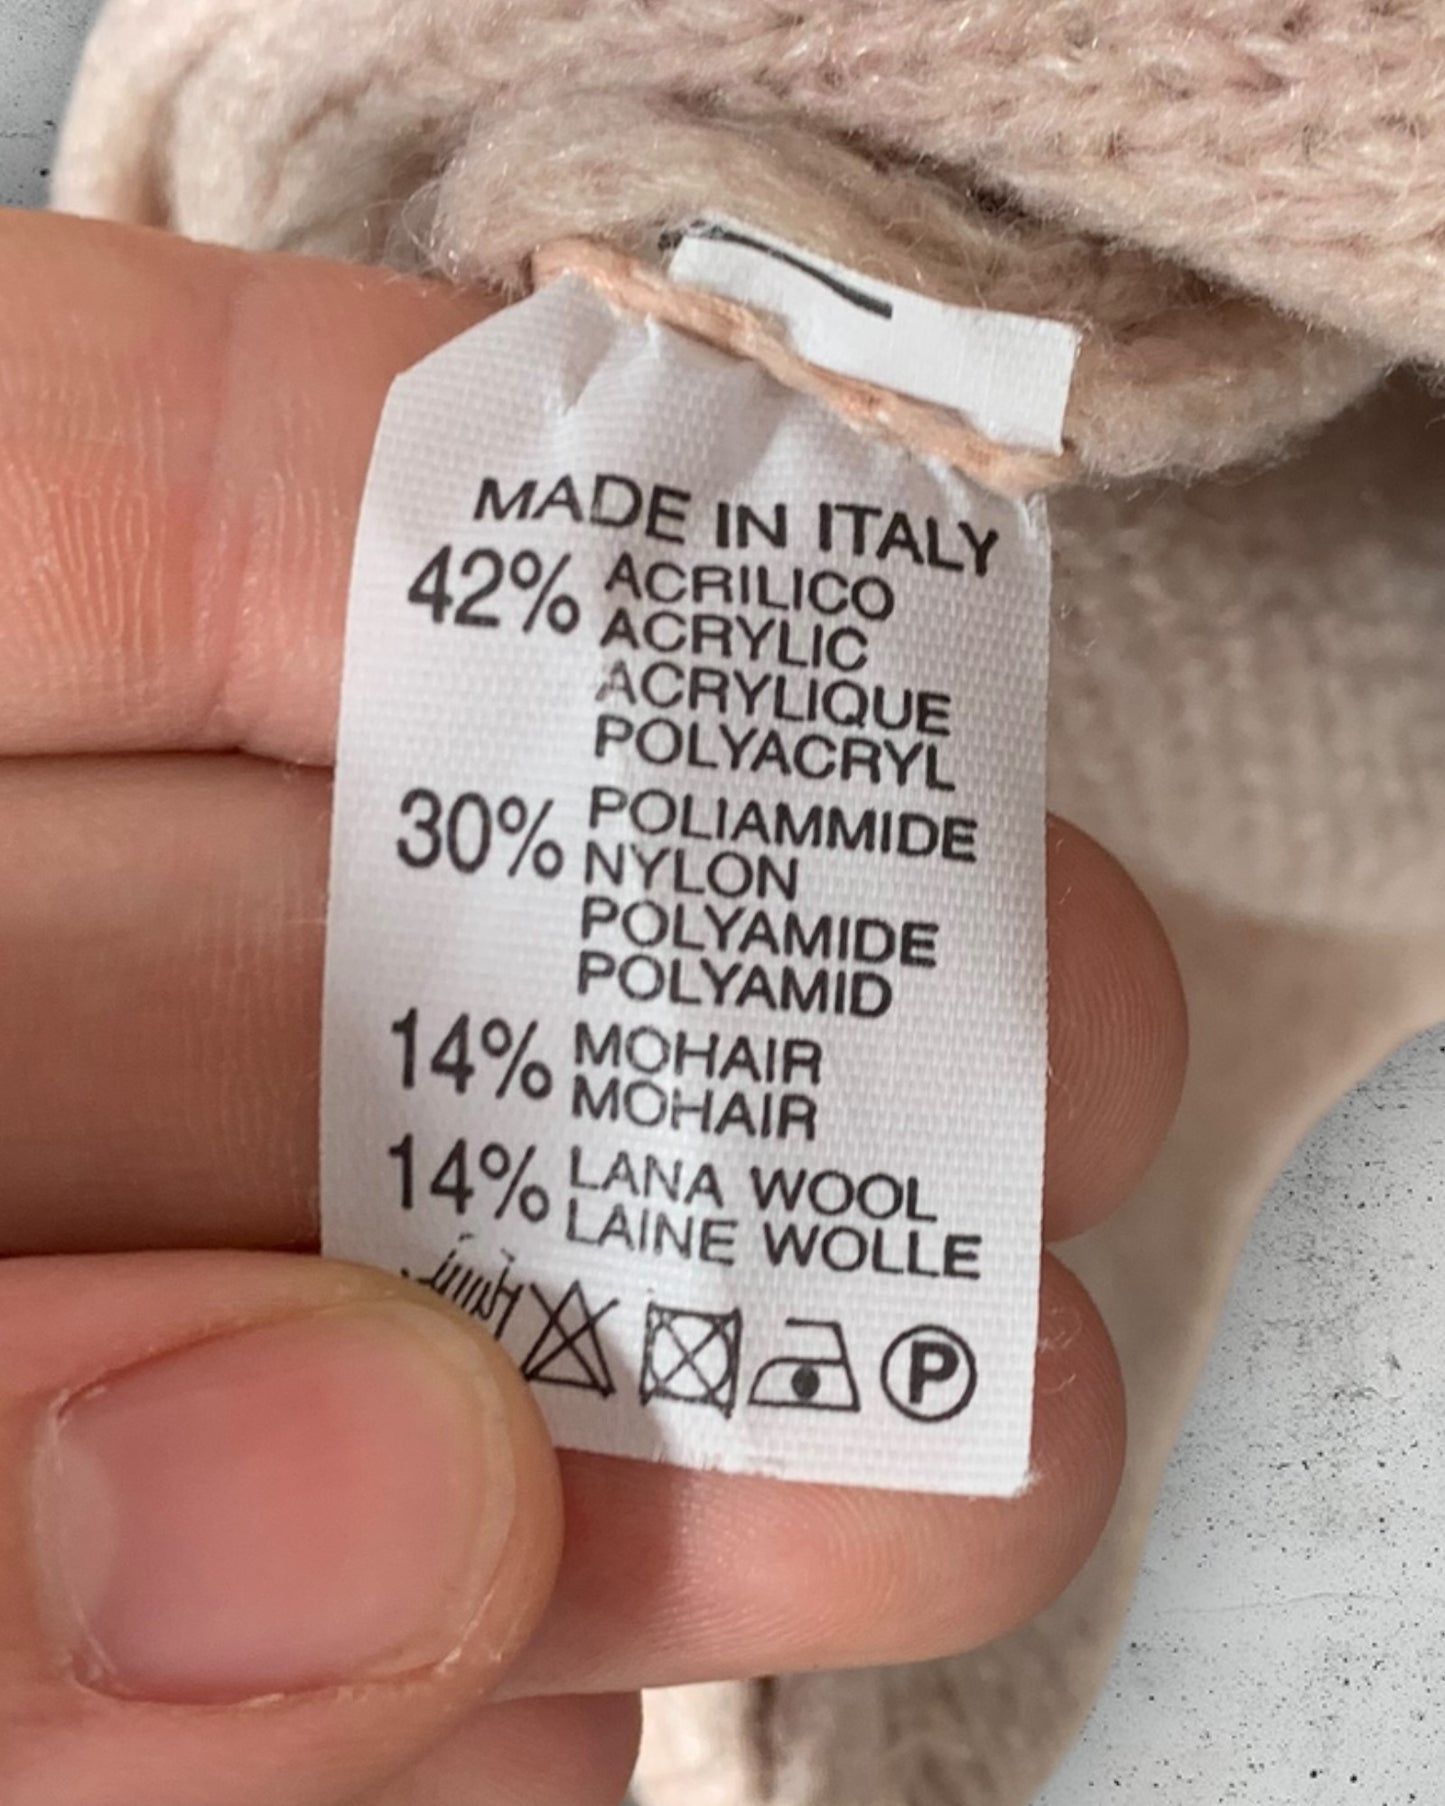 MADE IN ITALY
42% ACRILICO
ACRYLIC
ACRYLIQUE
POLYACRYL
30% POLIAMMIDE
NYLON
POLYAMIDE
POLYAMID
14% MOHAIR
MOHAIR
14% LANA WOOL
LAINE WOLLE
P